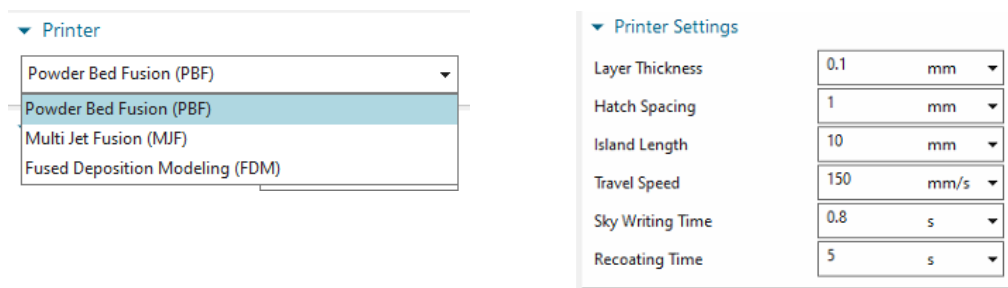 Printer
Powder Bed Fusion (PBF)
Powder Bed Fusion (PBF)
Multi Jet Fusion (MJF)
Fused Deposition Modeling (FDM)
Printer Settings
Layer Thickness 0.1 mm
Hatch Spacing 1 mm
Island Length 10 mm
Travel Speed 150 mm/s
Sky Writing Time 0.8 s
Recoating Time 5 s